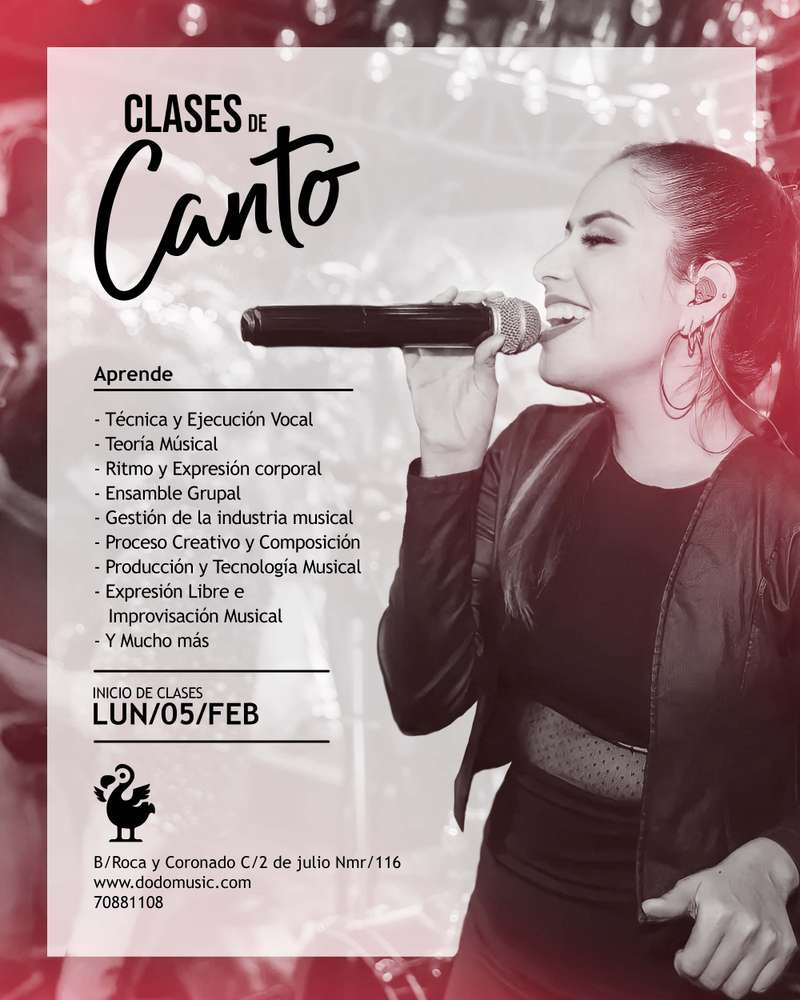 CLASES DE
Canto
Aprende
- Técnica y Ejecución Vocal
- Teoría Músical
- Ritmo y Expresión corporal
- Ensamble Grupal
- Gestión de la industria musical
- Proceso Creativo y Composición
- Producción y Tecnología Musical
- Expresión Libre e
Improvisación Musical
- Y Mucho más
INICIO DE CLASES
LUN/05/FEB
B/Roca y Coronado C/2 de julio Nmr/116
www.dodomusic.com
70881108